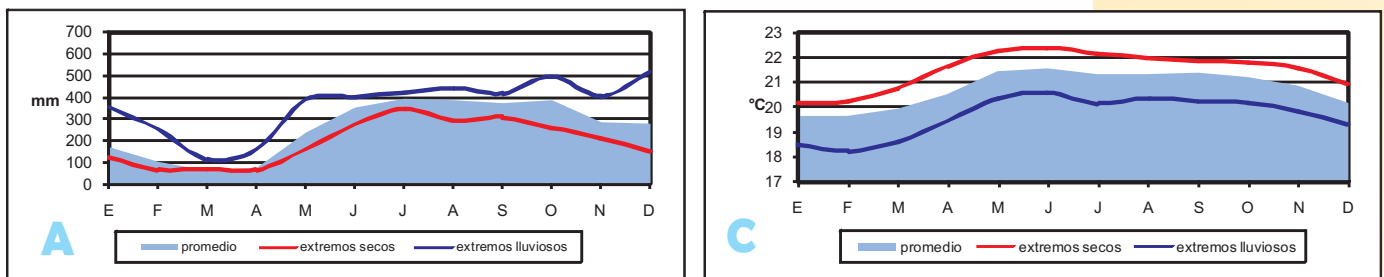 700
600
500
400
300
200
100
0
mm
E F M A M J J A S O N D
A
promedio extremos secos extremos lluviosos
23
22
21
20
19
18
17
°C
E F M A M J J A S O N D
C
promedio extremos secos extremos lluviosos